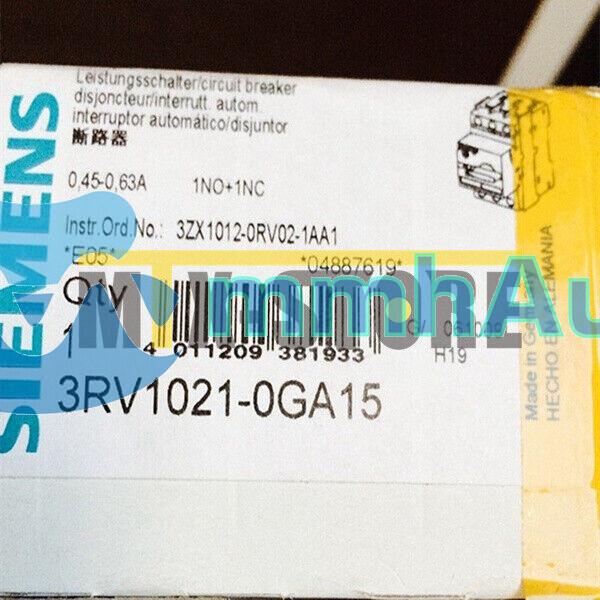 SIEMENS
Leistungsschalter/circuit breaker
disjoncteur/interrutt. autom.
interruptor automático/disjuntor
断路器
0,45-0,63A 1NO+1NC
Instr.Ord.No.: 3ZX1012-0RV02-1AA1
*E05* *04887619*
Qty
1
4 011209 381933
G/ 061009
H19
3RV1021-0GA15
Made in Germany
HECHO EN ALEMANIA
mmhAu